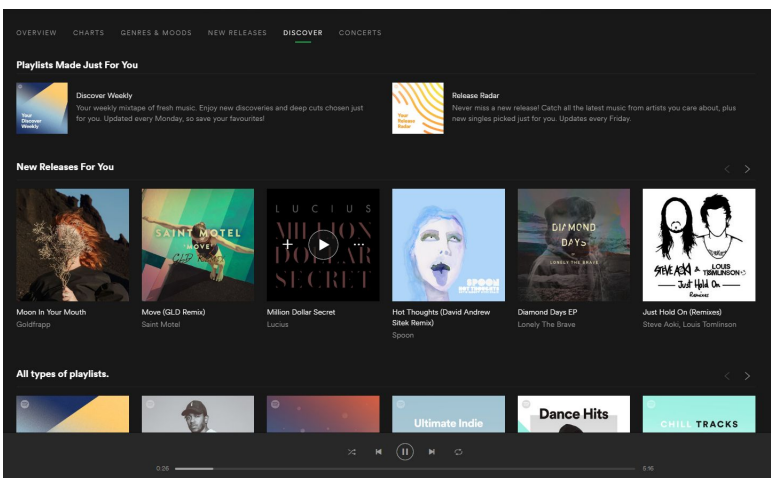 OVERVIEW CHARTS GENRES & MOODS NEW RELEASES DISCOVER CONCERTS
Playlists Made Just For You
Your
Discover
Weekly
Discover Weekly
Your weekly mixtape of fresh music. Enjoy new discoveries and deep cuts chosen just
for you. Updated every Monday, so save your favourites!
Your
Release
Radar
Release Radar
Never miss a new release! Catch all the latest music from artists you care about, plus
new singles picked just for you. Updates every Friday.
New Releases For You
SAINT MOTEL
'MOVE'
GLD Remix
LUCIUS
MILLION
DOLLAR
SECRET
SPOON
HOT THOUGHTS
DIAMOND
DAYS
LONELY THE BRAVE
STEVE AOKI & LOUIS
TOMLINSON
Just Hold On
Remixes
Moon In Your Mouth
Goldfrapp
Move (GLD Remix)
Saint Motel
Million Dollar Secret
Lucius
Hot Thoughts (David Andrew
Sitek Remix)
Spoon
Diamond Days EP
Lonely The Brave
Just Hold On (Remixes)
Steve Aoki, Louis Tomlinson
All types of playlists.
Ultimate Indie
Dance Hits
CHILL TRACKS
0:26
5:16